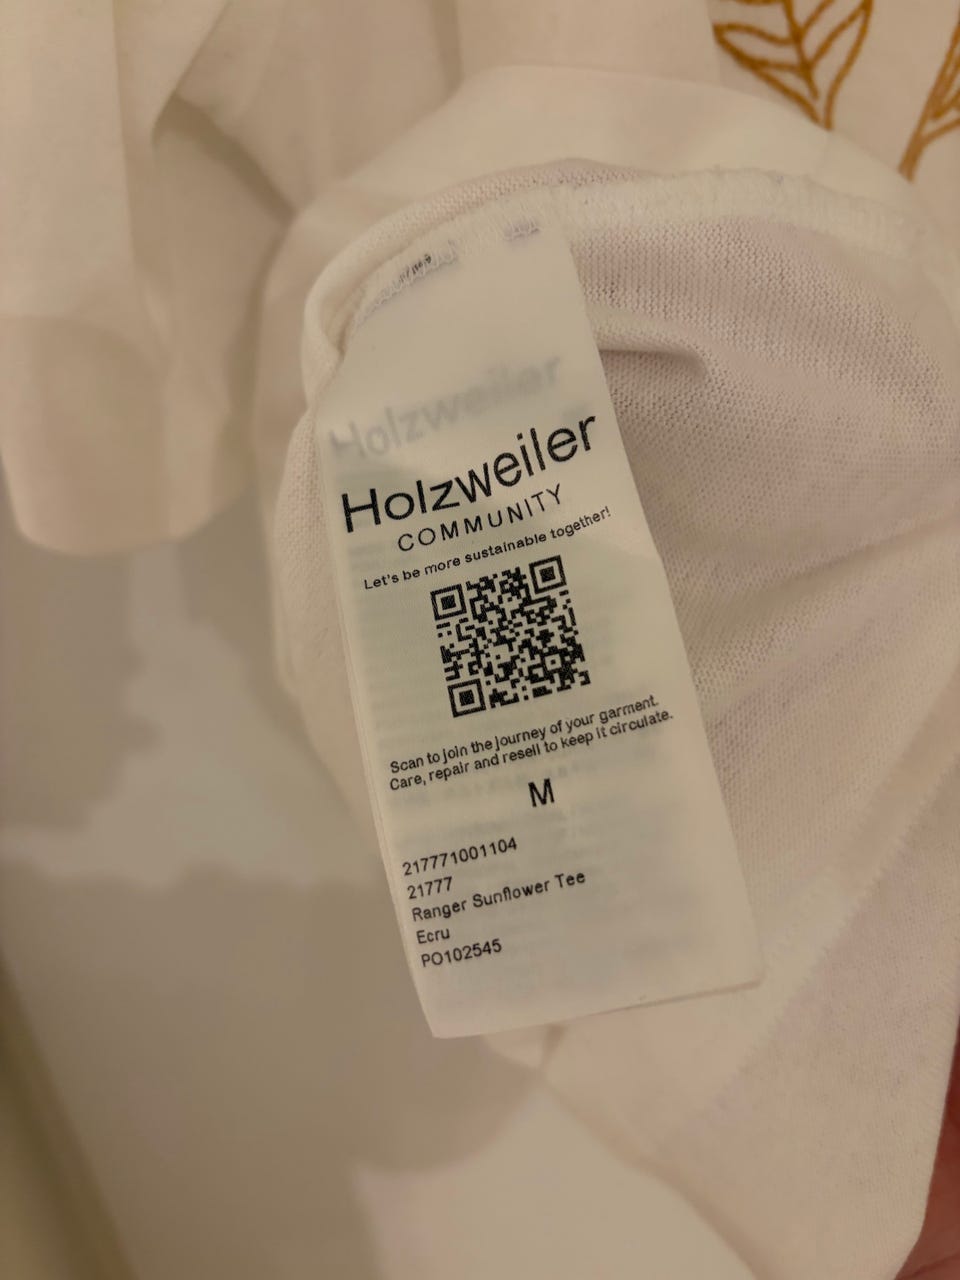 Holzweiler
Holzweiler
COMMUNITY
Let's be more sustainable together!
Scan to join the journey of your garment.
Care, repair and resell to keep it circulate.
M
217771001104
21777
Ranger Sunflower Tee
Ecru
PO102545